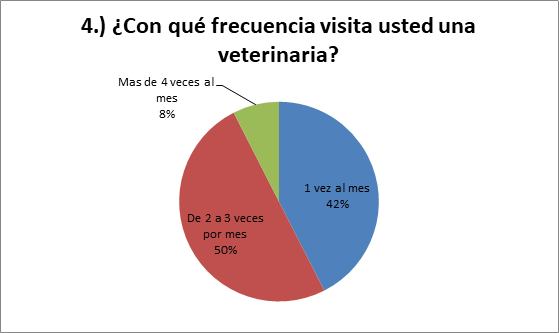 4.) ¿Con qué frecuencia visita usted una
veterinaria?
Mas de 4 veces al
mes
8%
1 vez al mes
42%
De 2 a 3 veces
por mes
50%